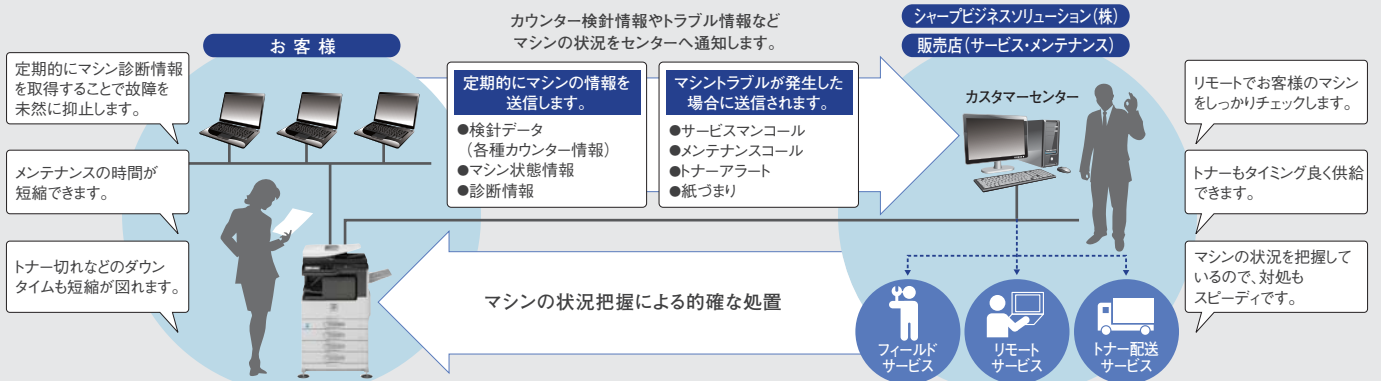 お客様
定期的にマシン診断情報
を取得することで故障を
未然に抑止します。
メンテナンスの時間が
短縮できます。
トナー切れなどのダウン
タイムも短縮が図れます。
カウンター検針情報やトラブル情報など
マシンの状況をセンターへ通知します。
定期的にマシンの情報を
送信します。
●検針データ
（各種カウンター情報）
●マシン状態情報
●診断情報
マシントラブルが発生した
場合に送信されます。
●サービスマンコール
●メンテナンスコール
●トナーアラート
●紙づまり
マシンの状況把握による的確な処置
シャープビジネスソリューション（株）
販売店（サービス・メンテナンス）
カスタマーセンター
リモートでお客様のマシン
をしっかりチェックします。
トナーもタイミング良く供給
できます。
マシンの状況を把握して
いるので、対処も
スピーディです。
フィールド
サービス
リモート
サービス
トナー配送
サービス